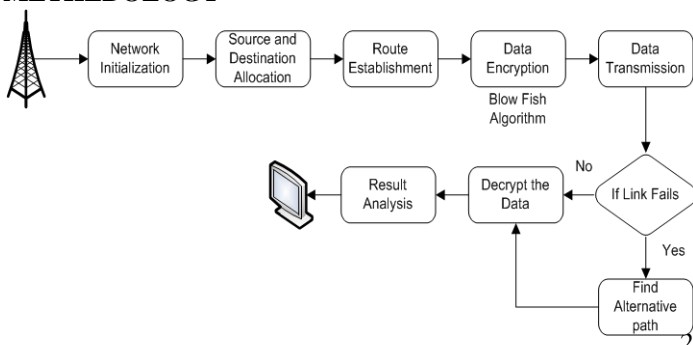 Network
Initialization
Source and
Destination
Allocation
Route
Establishment
Data
Encryption
Blow Fish
Algorithm
Data
Transmission
If Link Fails
No
Yes
Decrypt the
Data
Result
Analysis
Find
Alternative
path